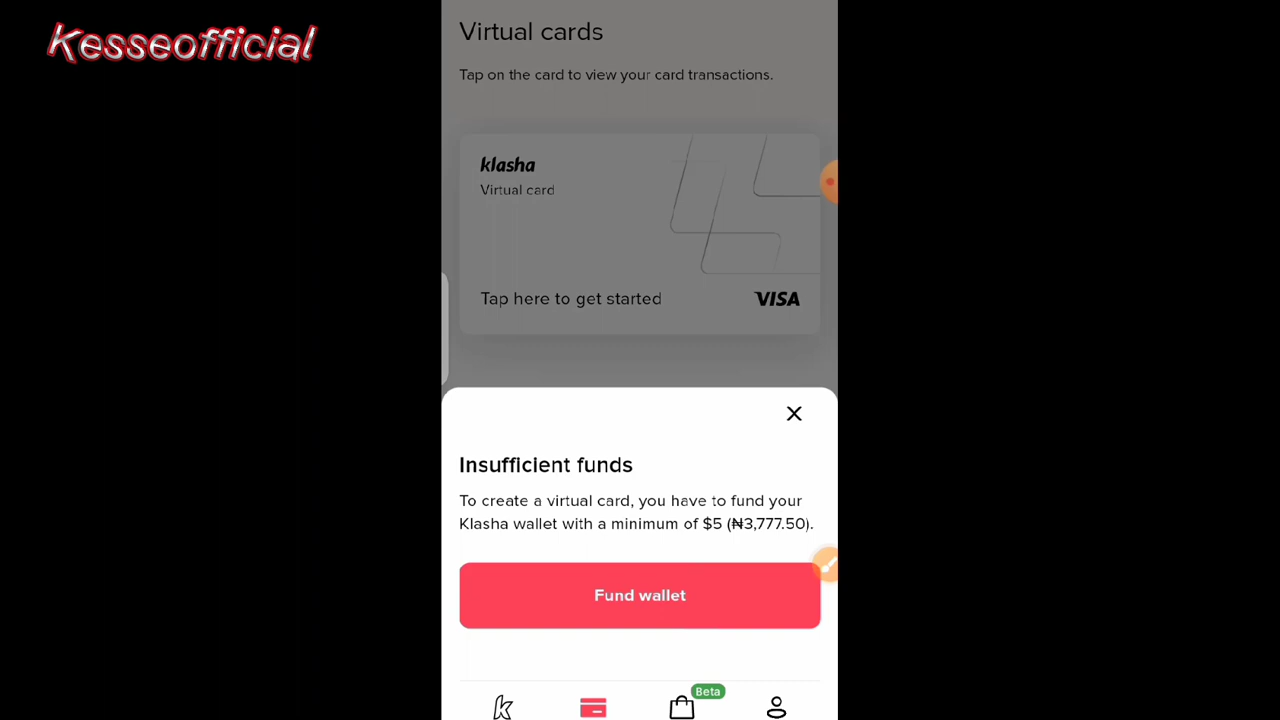 Kesseofficial
Virtual cards
Tap on the card to view your card transactions.
klasha
Virtual card
Tap here to get started
VISA
Insufficient funds
To create a virtual card, you have to fund your
Klasha wallet with a minimum of $5 (₦3,777.50).
Fund wallet
k
Beta